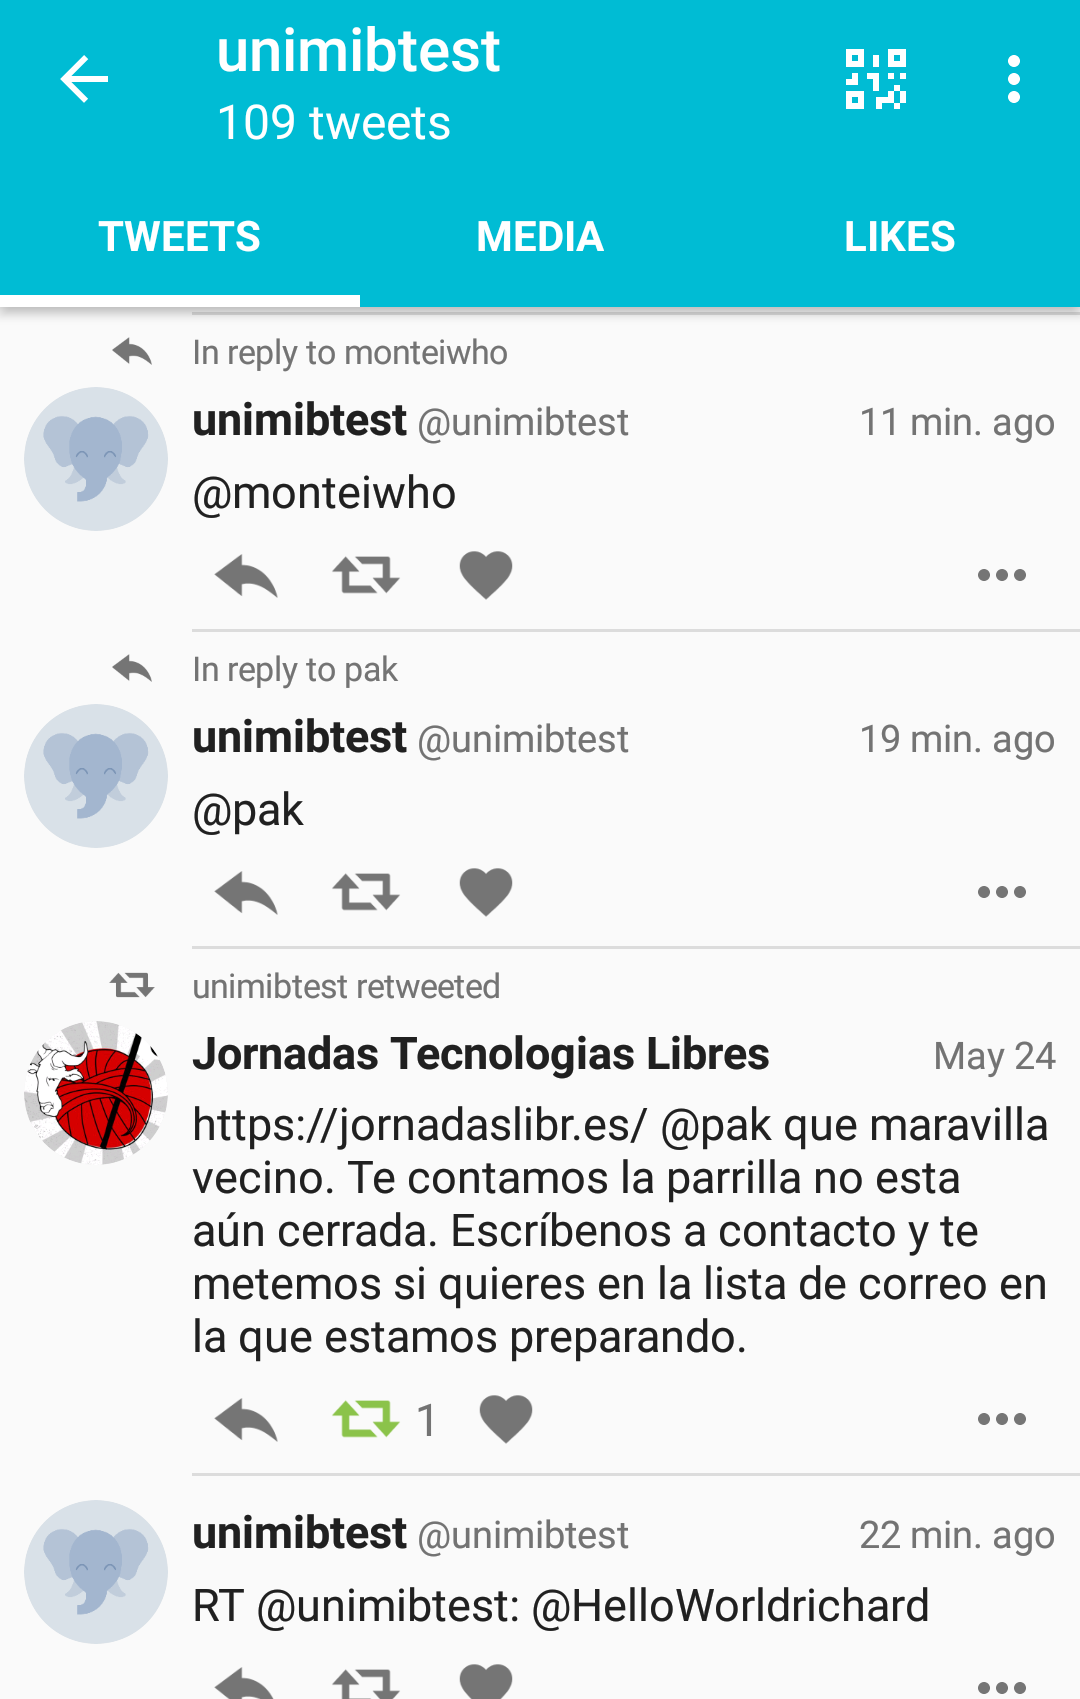 unimibtest
109 tweets
TWEETS
MEDIA
LIKES
In reply to monteiwho
unimibtest @unimibtest 11 min. ago
@monteiwho
In reply to pak
unimibtest @unimibtest 19 min. ago
@pak
unimibtest retweeted
Jornadas Tecnologias Libres May 24
https://jornadaslibr.es/ @pak que maravilla
vecino. Te contamos la parrilla no esta
aún cerrada. Escríbenos a contacto y te
metemos si quieres en la lista de correo en
la que estamos preparando.
1
unimibtest @unimibtest 22 min. ago
RT @unimibtest: @HelloWorldrichard